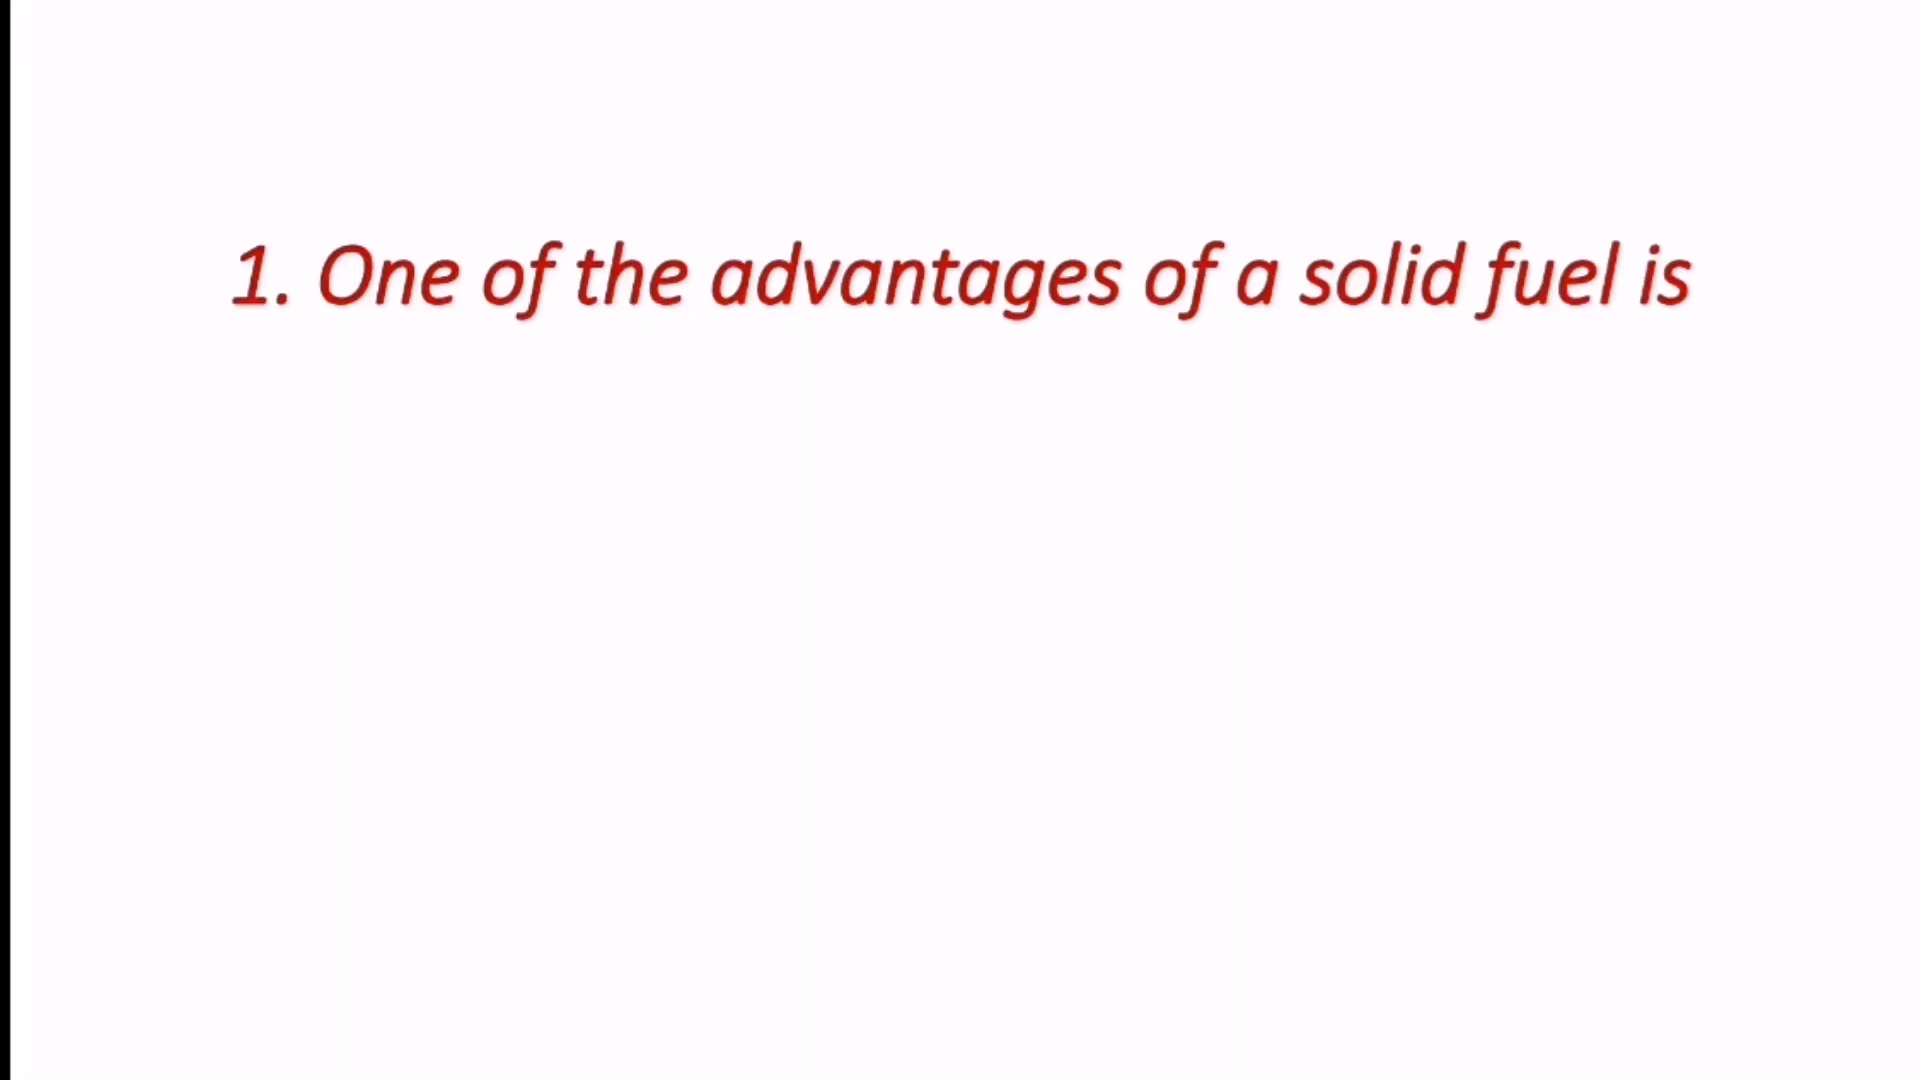 1. One of the advantages of a solid fuel is